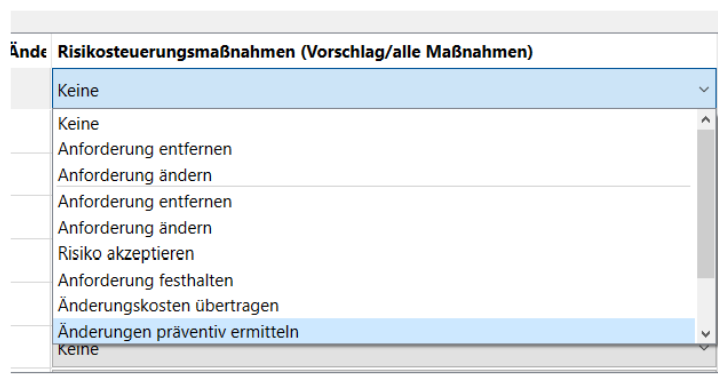 Ände Risikosteuerungsmaßnahmen (Vorschlag/alle Maßnahmen)
Keine
Keine
Anforderung entfernen
Anforderung ändern
Anforderung entfernen
Anforderung ändern
Risiko akzeptieren
Anforderung festhalten
Änderungskosten übertragen
Änderungen präventiv ermitteln
Keine